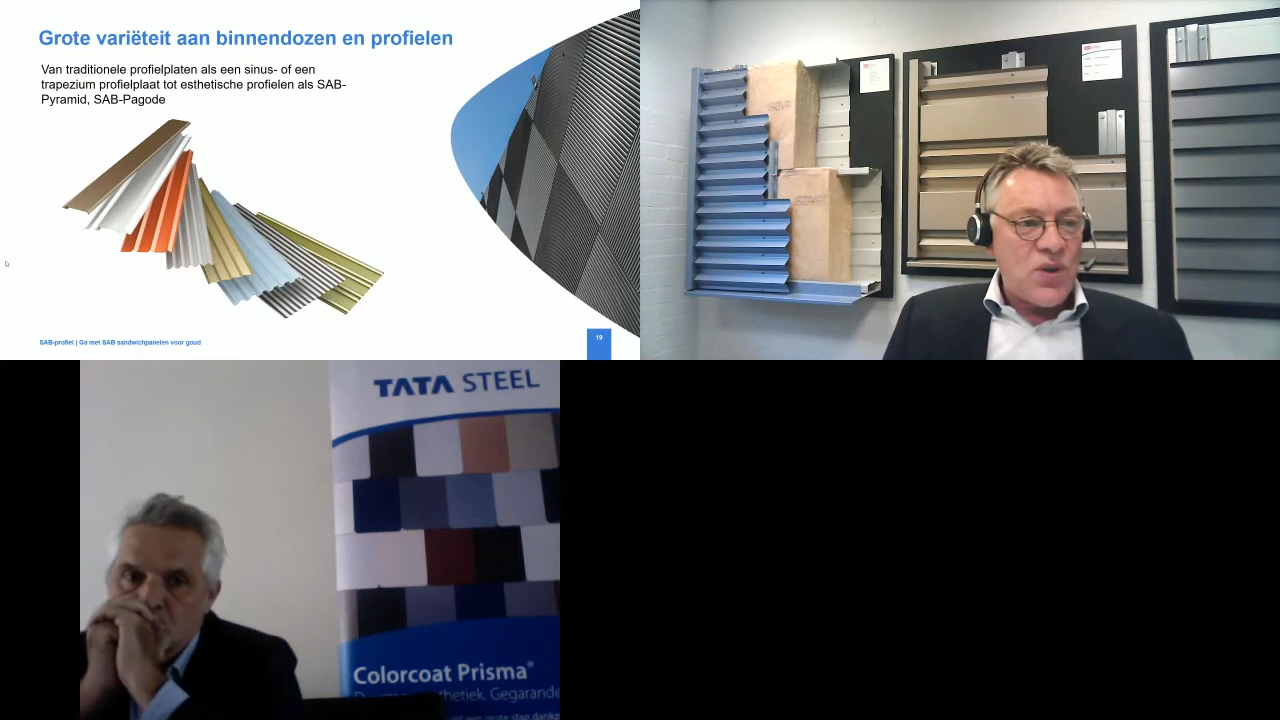 Grote variëteit aan binnendozen en profielen
Van traditionele profielplaten als een sinus- of een
trapezium profielplaat tot esthetische profielen als SAB-
Pyramid, SAB-Pagode
SAB-profiel | Ga met SAB sandwichpanelen voor goud
19
TATA STEEL
Colorcoat Prisma®
Gegarande